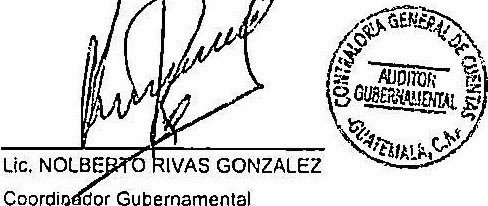 CONTRALORIA GENERAL DE CUENTAS
AUDITOR
GUBERNAMENTAL
GUATEMALA, C.A.
Lic. NOLBERTO RIVAS GONZALEZ
Coordinador Gubernamental